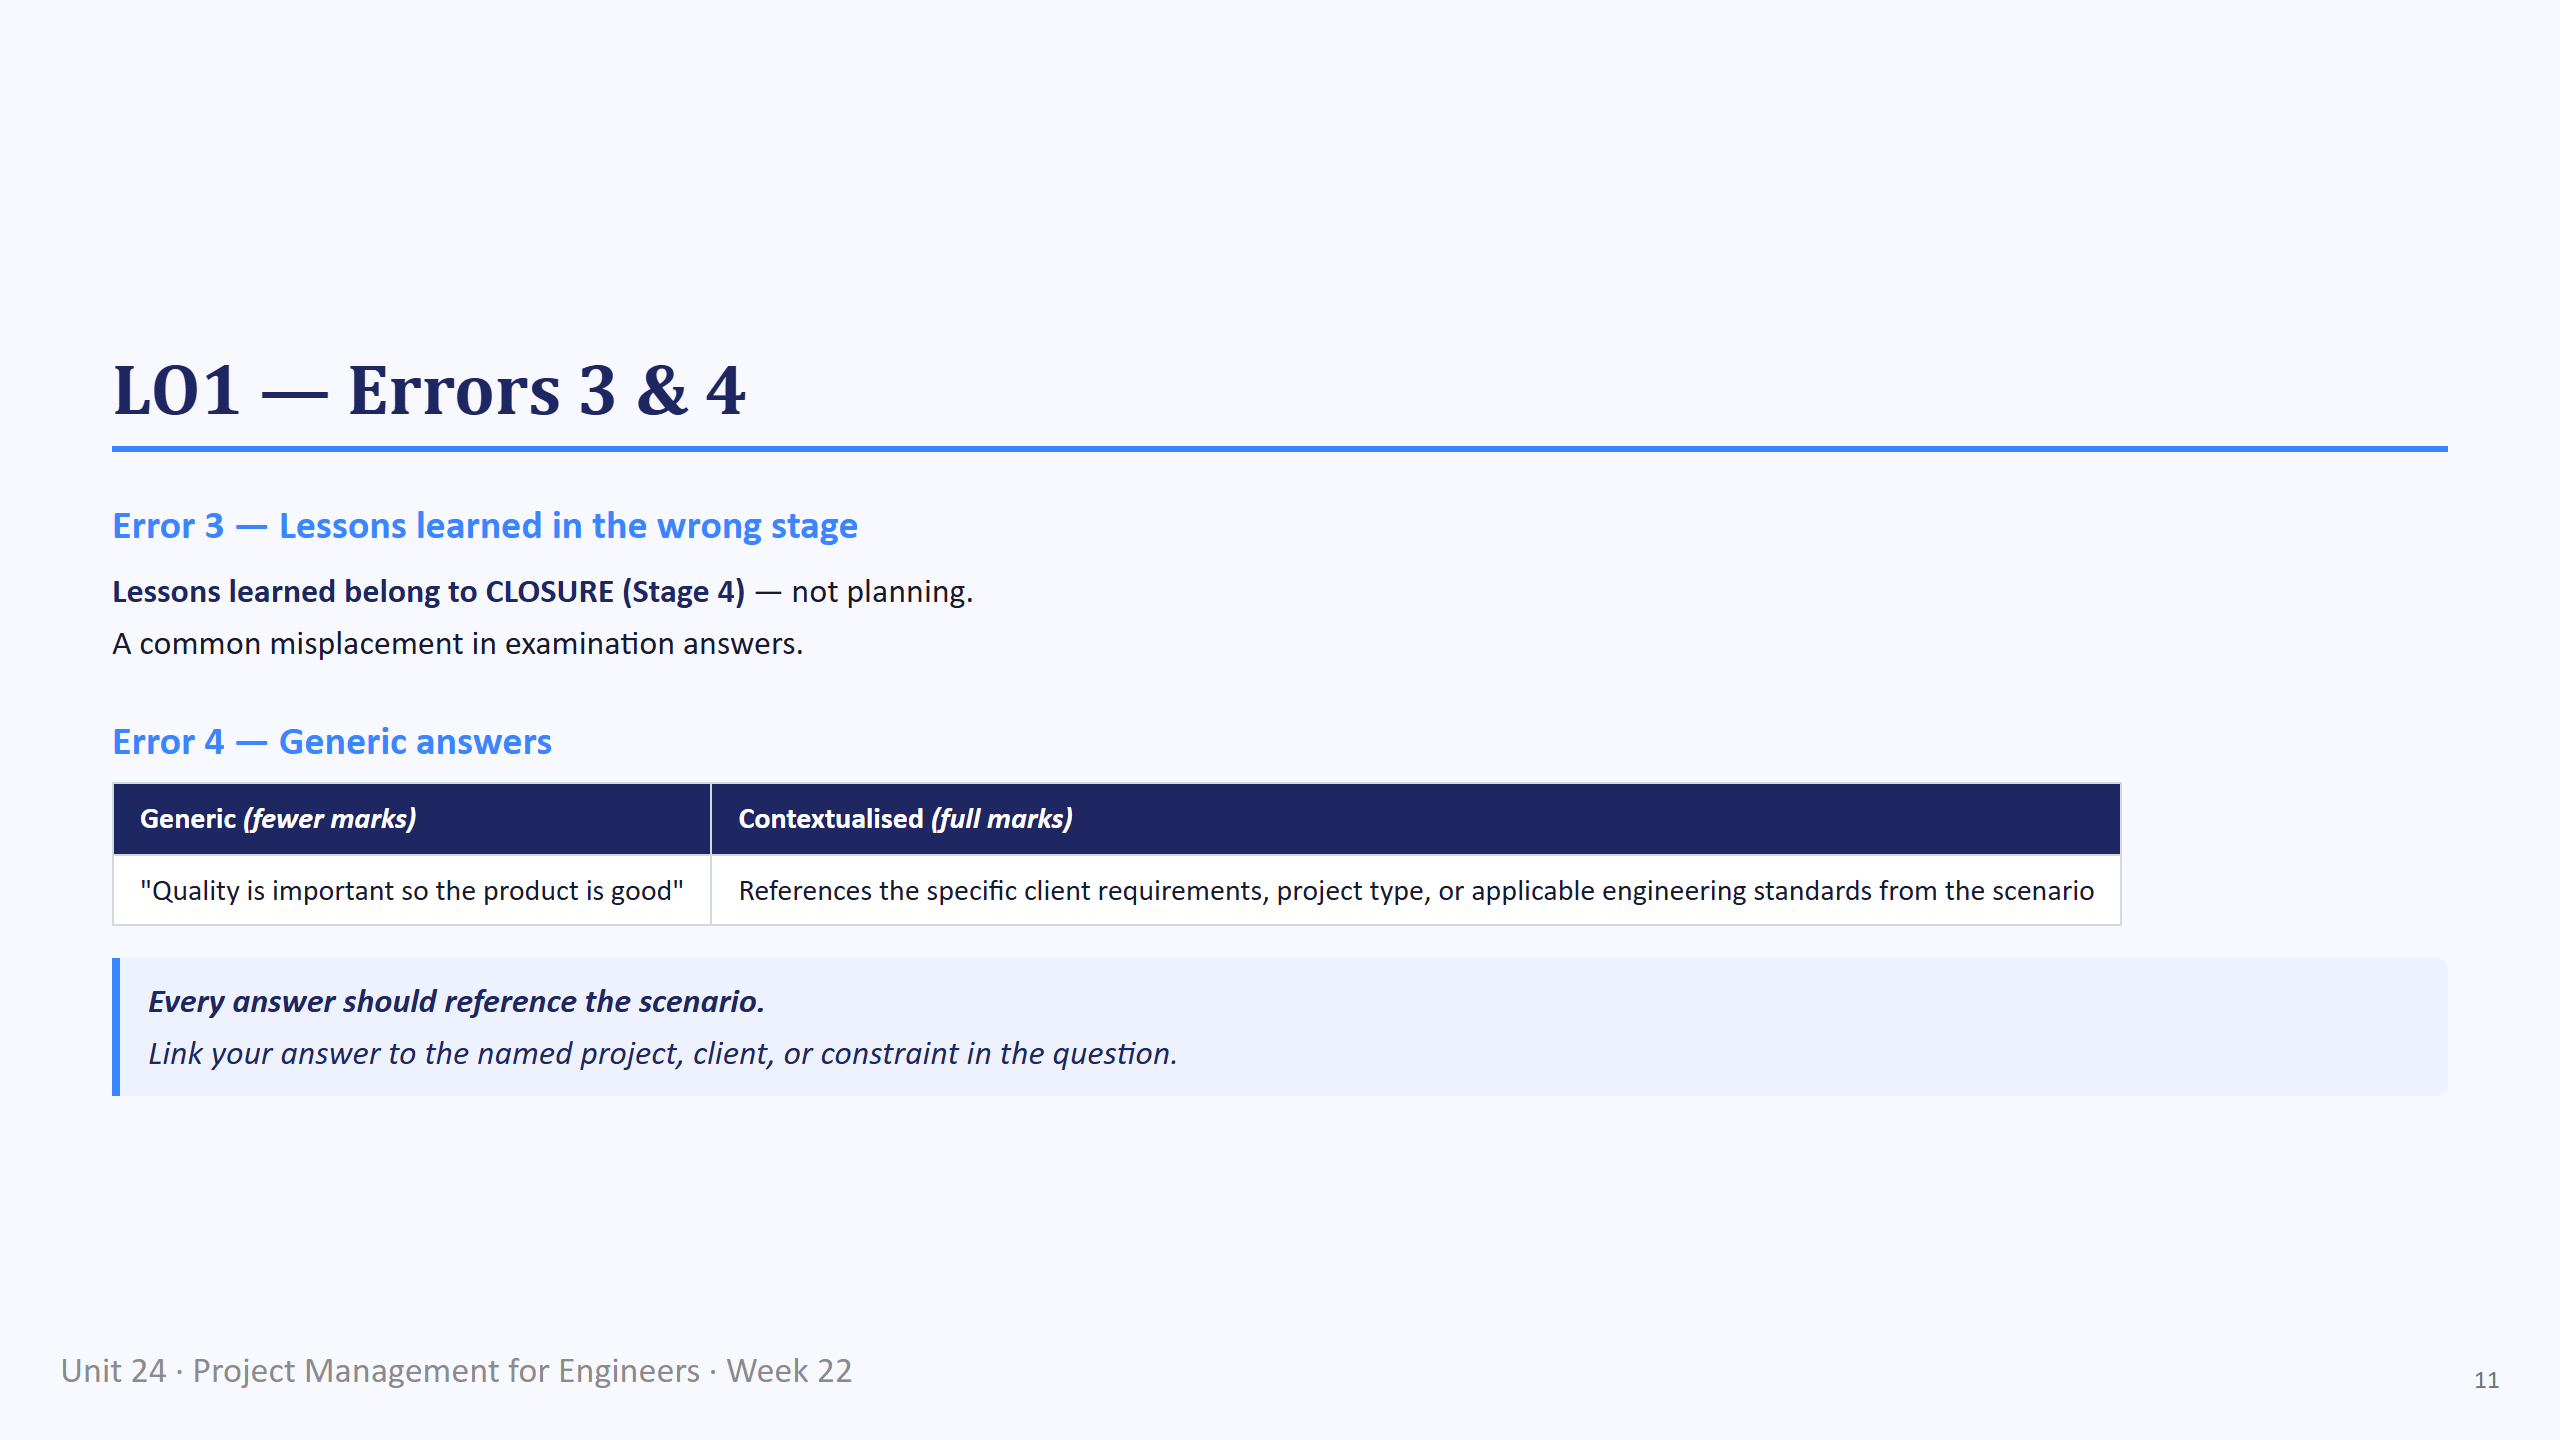 LO1 — Errors 3 & 4
Error 3 — Lessons learned in the wrong stage
Lessons learned belong to CLOSURE (Stage 4) — not planning.
A common misplacement in examination answers.
Error 4 — Generic answers
Generic (fewer marks) Contextualised (full marks)
"Quality is important so the product is good" References the specific client requirements, project type, or applicable engineering standards from the scenario
Every answer should reference the scenario.
Link your answer to the named project, client, or constraint in the question.
Unit 24 · Project Management for Engineers · Week 22
11